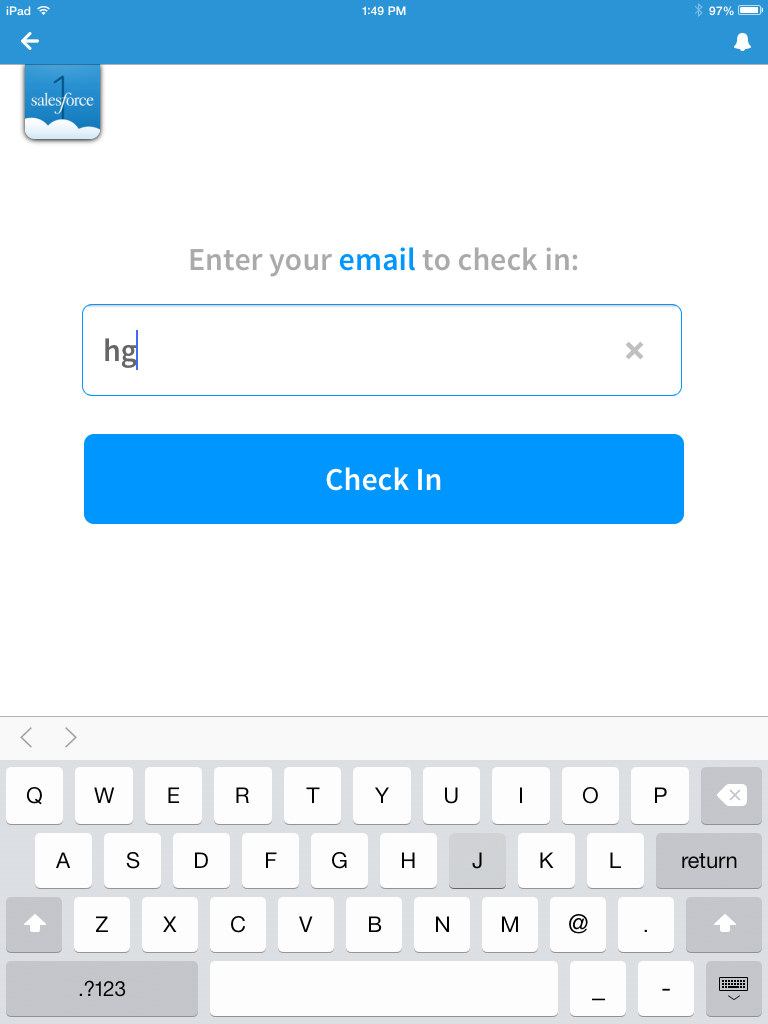 iPad 1:49 PM 97%
1
salesforce
Enter your email to check in:
hg
Check In
Q W E R T Y U I O P
A S D F G H J K L return
Z X C V B N M @ .
.?123 _ -